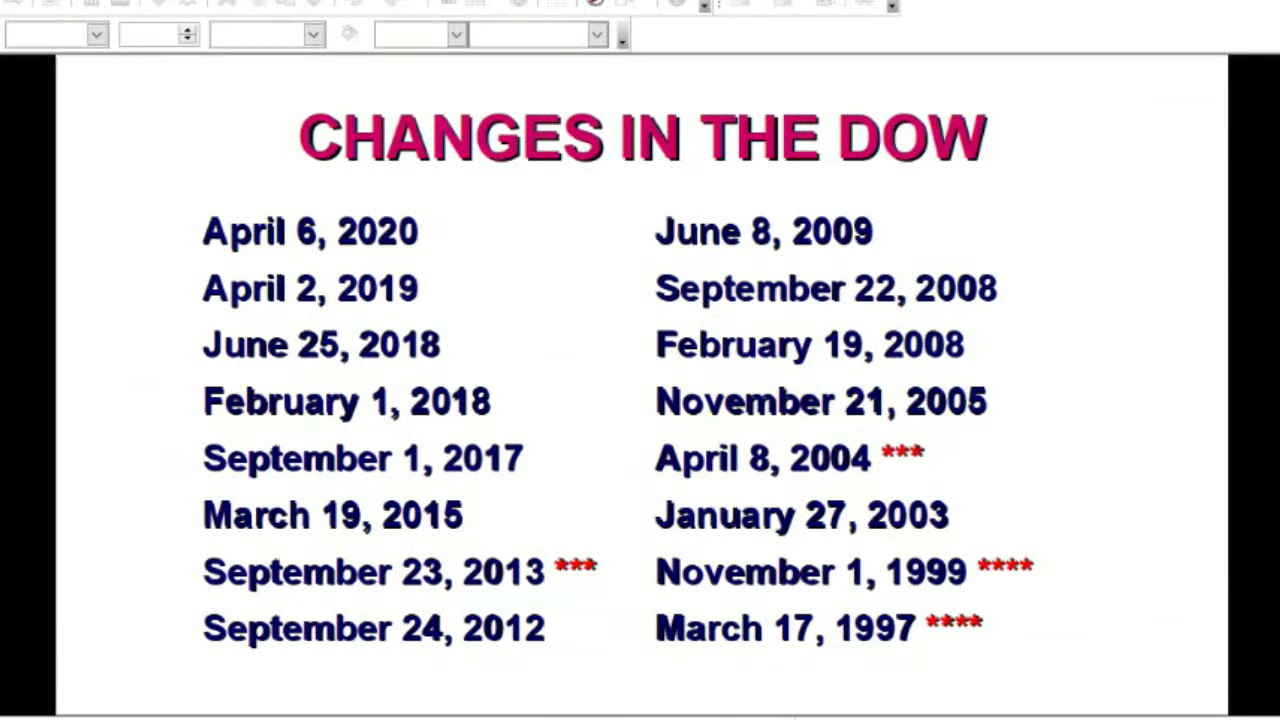 CHANGES IN THE DOW
April 6, 2020
April 2, 2019
June 25, 2018
February 1, 2018
September 1, 2017
March 19, 2015
September 23, 2013 ***
September 24, 2012
June 8, 2009
September 22, 2008
February 19, 2008
November 21, 2005
April 8, 2004 ***
January 27, 2003
November 1, 1999 ****
March 17, 1997 ****